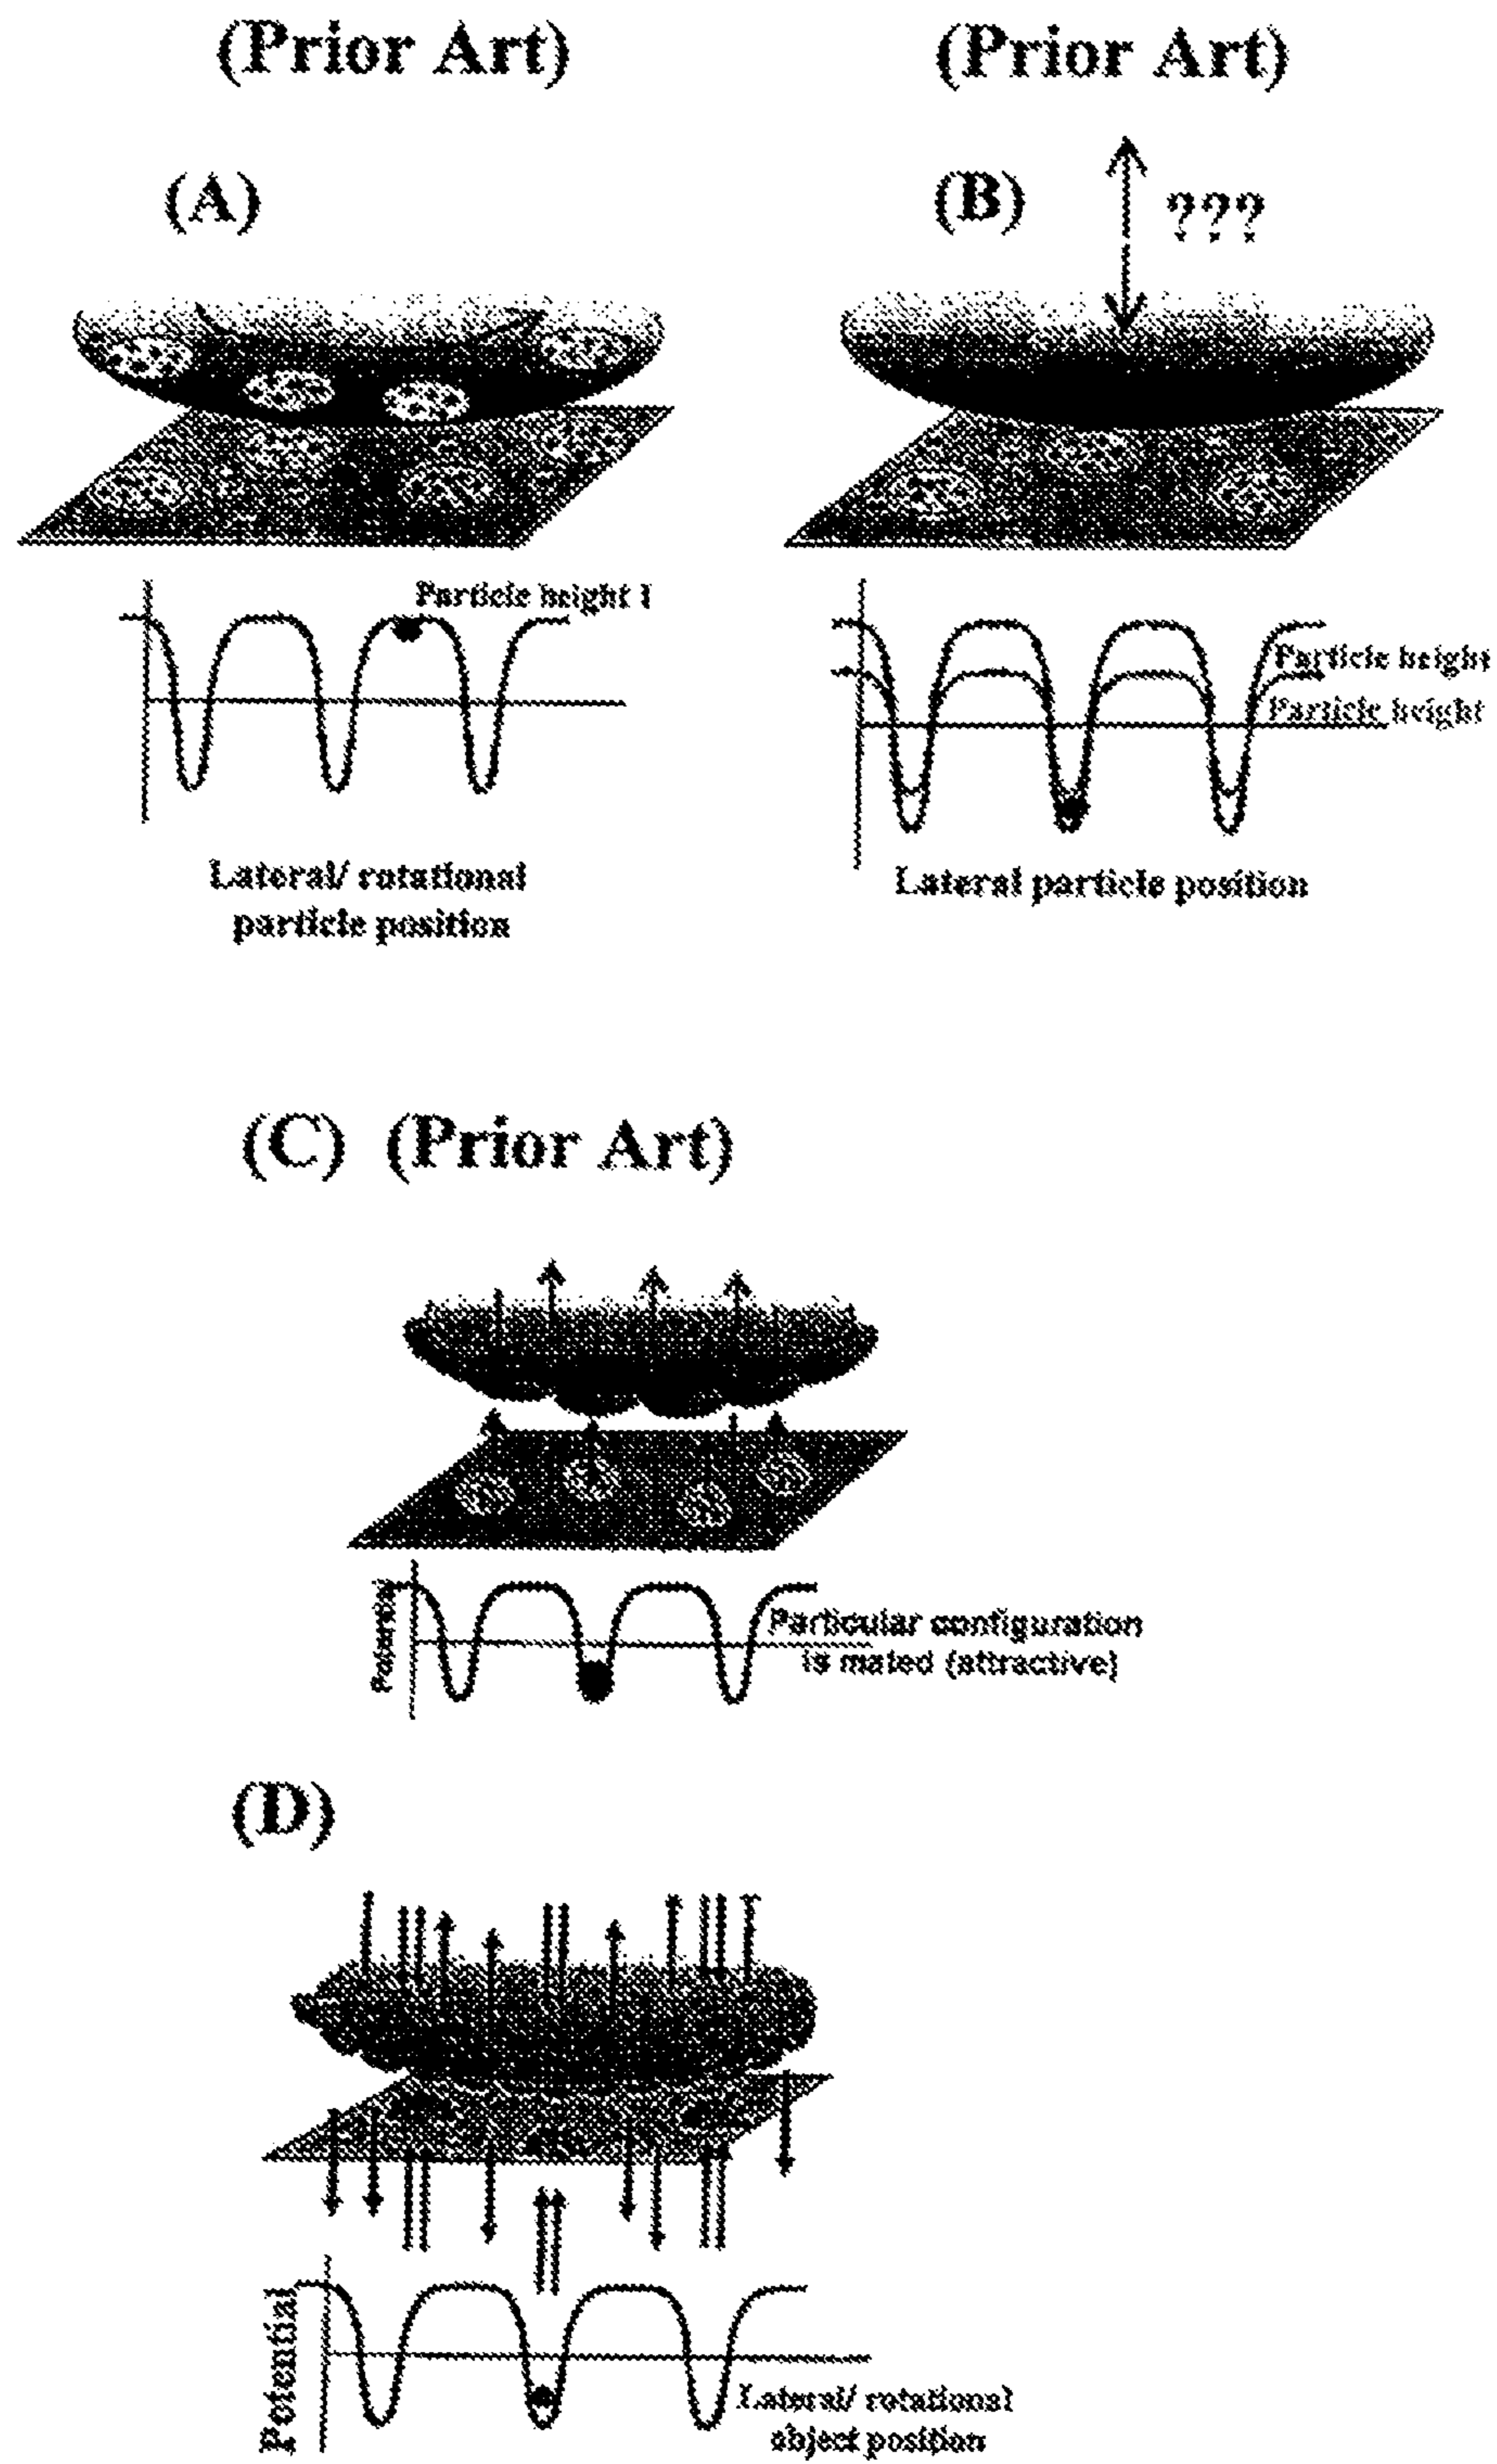 (Prior Art)
(Prior Art)
(A)
(B)
???
Particle height 1
Particle height
Particle height
Lateral/ rotational
particle position
Lateral particle position
(C) (Prior Art)
Potential
Particular configuration
is mated (attractive)
(D)
Potential
Lateral/ rotational
object position